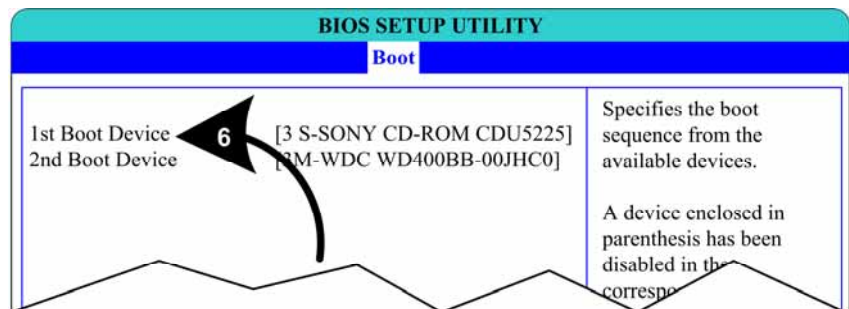 BIOS SETUP UTILITY
Boot
1st Boot Device
6
[3 S-SONY CD-ROM CDU5225]
2nd Boot Device
[3M-WDC WD400BB-00JHC0]
Specifies the boot
sequence from the
available devices.
A device enclosed in
parenthesis has been
disabled in the